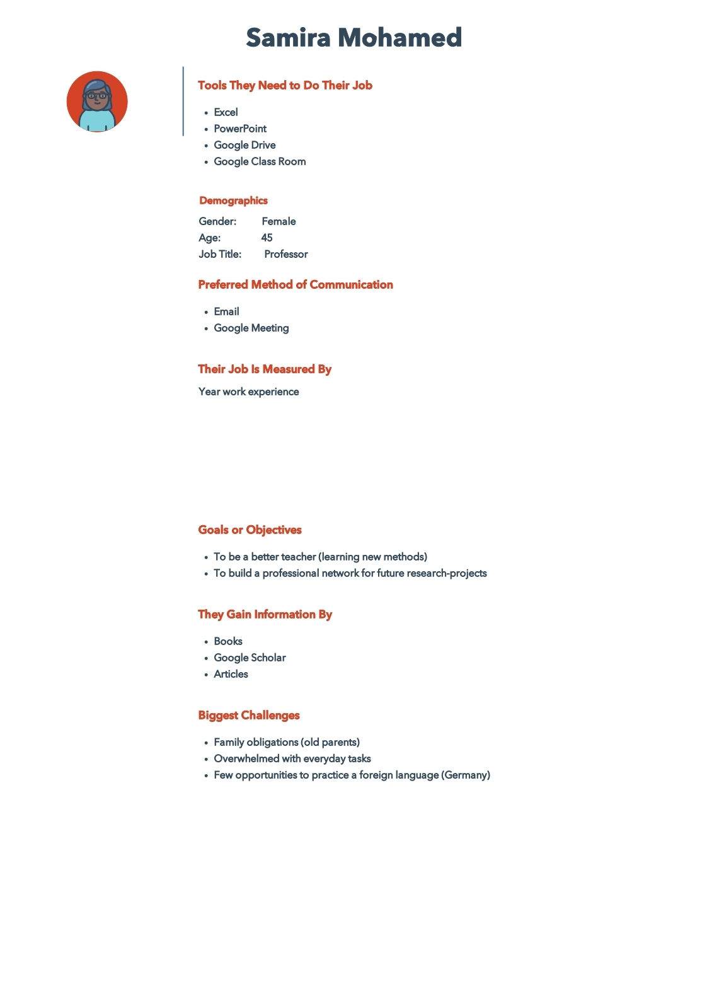 Samira Mohamed
Tools They Need to Do Their Job
• Excel
• PowerPoint
• Google Drive
• Google Class Room
Demographics
Gender: Female
Age: 45
Job Title: Professor
Preferred Method of Communication
• Email
• Google Meeting
Their Job Is Measured By
Year work experience
Goals or Objectives
• To be a better teacher (learning new methods)
• To build a professional network for future research-projects
They Gain Information By
• Books
• Google Scholar
• Articles
Biggest Challenges
• Family obligations (old parents)
• Overwhelmed with everyday tasks
• Few opportunities to practice a foreign language (Germany)